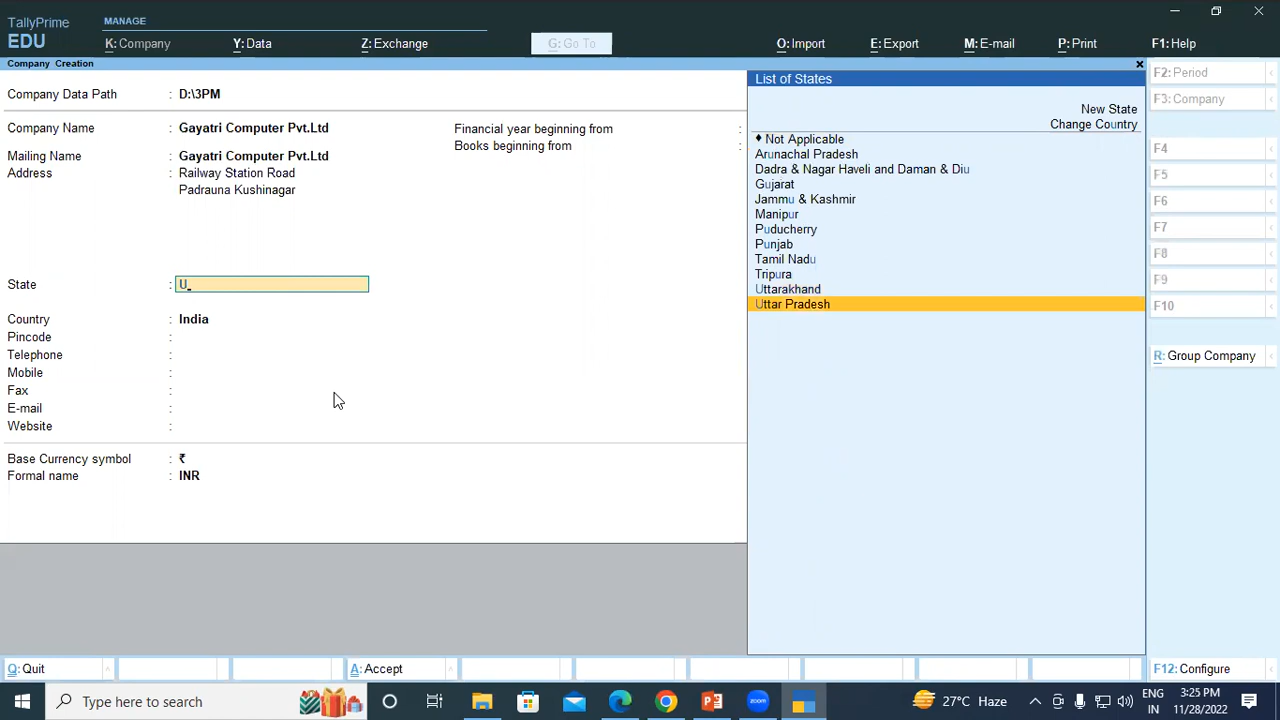 TallyPrime
EDU
MANAGE
K: Company
Y: Data
Z: Exchange
G: Go To
O: Import
E: Export
M: E-mail
P: Print
F1: Help
Company Creation
Company Data Path : D:\3PM
Company Name : Gayatri Computer Pvt.Ltd
Financial year beginning from :
Books beginning from :
Mailing Name : Gayatri Computer Pvt.Ltd
Address : Railway Station Road
Padrauna Kushinagar
State : U
Country : India
Pincode :
Telephone :
Mobile :
Fax :
E-mail :
Website :
Base Currency symbol : ₹
Formal name : INR
List of States
New State
Change Country
♦ Not Applicable
Arunachal Pradesh
Dadra & Nagar Haveli and Daman & Diu
Gujarat
Jammu & Kashmir
Manipur
Puducherry
Punjab
Tamil Nadu
Tripura
Uttarakhand
Uttar Pradesh
F2: Period
F3: Company
F4
F5
F6
F7
F8
F9
F10
R: Group Company
Q: Quit
A: Accept
F12: Configure
Type here to search
zoom
27°C Haze
ENG
IN
3:25 PM
11/28/2022